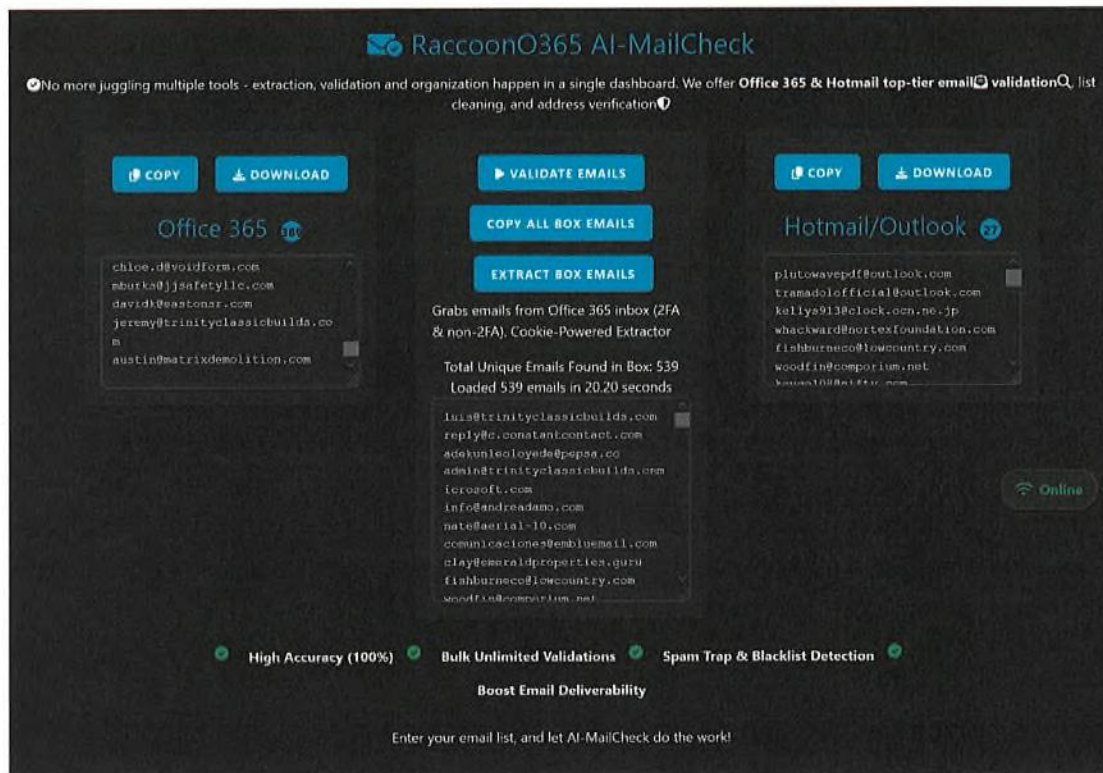 RaccoonO365 AI-MailCheck
No more juggling multiple tools - extraction, validation and organization happen in a single dashboard. We offer Office 365 & Hotmail top-tier email validation, list
cleaning, and address verification
COPY
DOWNLOAD
Office 365
chloe.d@voidform.com
mburks@jjsafetyllc.com
davidk@eastonsr.com
jeremy@trinityclassicbuilds.co
m
austin@matrixdemolition.com
VALIDATE EMAILS
COPY ALL BOX EMAILS
EXTRACT BOX EMAILS
Grabs emails from Office 365 inbox (2FA
& non-2FA), Cookie-Powered Extractor
Total Unique Emails Found in Box: 539
Loaded 539 emails in 20.20 seconds
luis@trinityclassicbuilds.com
reply@c.constantcontact.com
adekunleoloyede@pepsa.co
admin@trinityclassicbuilds.onm
icrosoft.com
info@andreadamo.com
nate@aerial-10.com
comunicaciones@embluemail.com
clay@emeraldproperties.guru
fishburneco@lowcountry.com
woodfin@comporium.net
COPY
DOWNLOAD
Hotmail/Outlook 27
plutowavepdf@outlook.com
tramadolofficial@outlook.com
kellys913@clock.ocn.ne.jp
whackward@nortexfoundation.com
fishburneco@lowcountry.com
woodfin@comporium.net
Online
High Accuracy (100%)
Bulk Unlimited Validations
Spam Trap & Blacklist Detection
Boost Email Deliverability
Enter your email list, and let AI-MailCheck do the work!